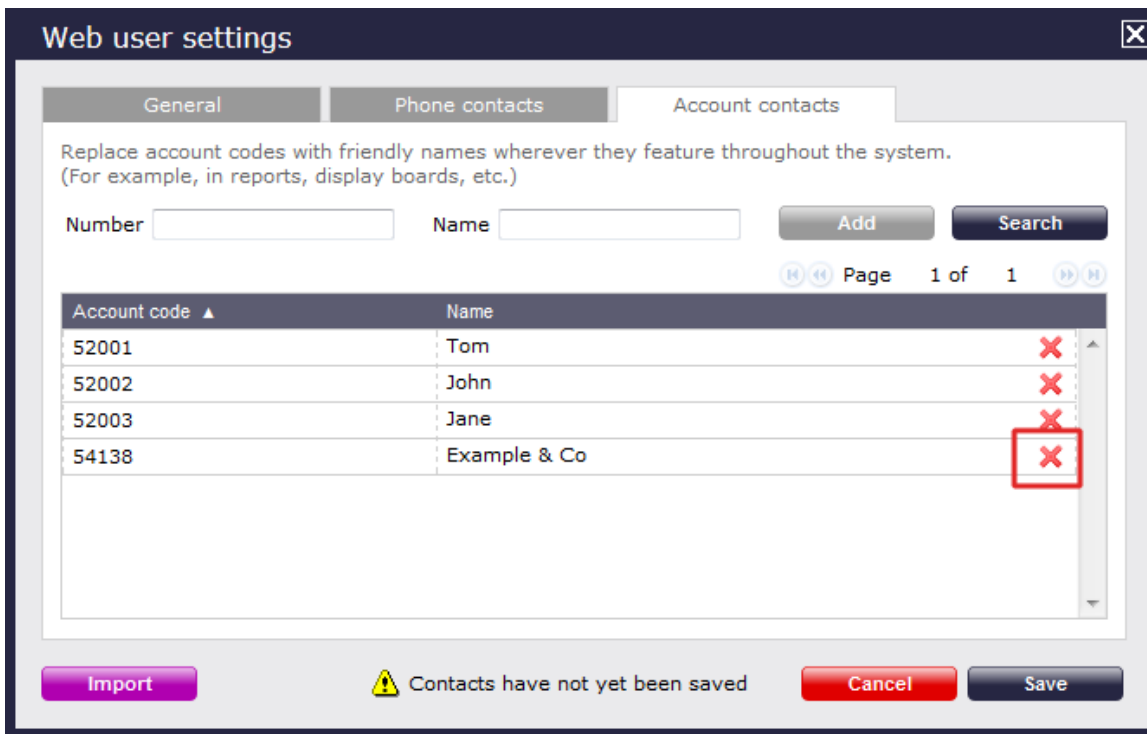 Web user settings
General Phone contacts Account contacts
Replace account codes with friendly names wherever they feature throughout the system.
(For example, in reports, display boards, etc.)
Number Name Add Search
Page 1 of 1
Account code ▲ Name
52001 Tom
52002 John
52003 Jane
54138 Example & Co
Import Contacts have not yet been saved Cancel Save